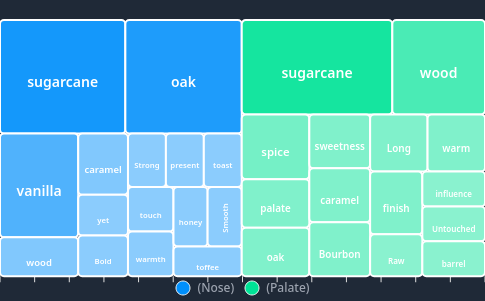 sugarcane
oak
vanilla
caramel
Strong
present
toast
yet
touch
honey
Smooth
wood
Bold
warmth
toffee
sugarcane
wood
spice
sweetness
Long
warm
palate
caramel
finish
influence
Untouched
oak
Bourbon
Raw
barrel
(Nose)
(Palate)